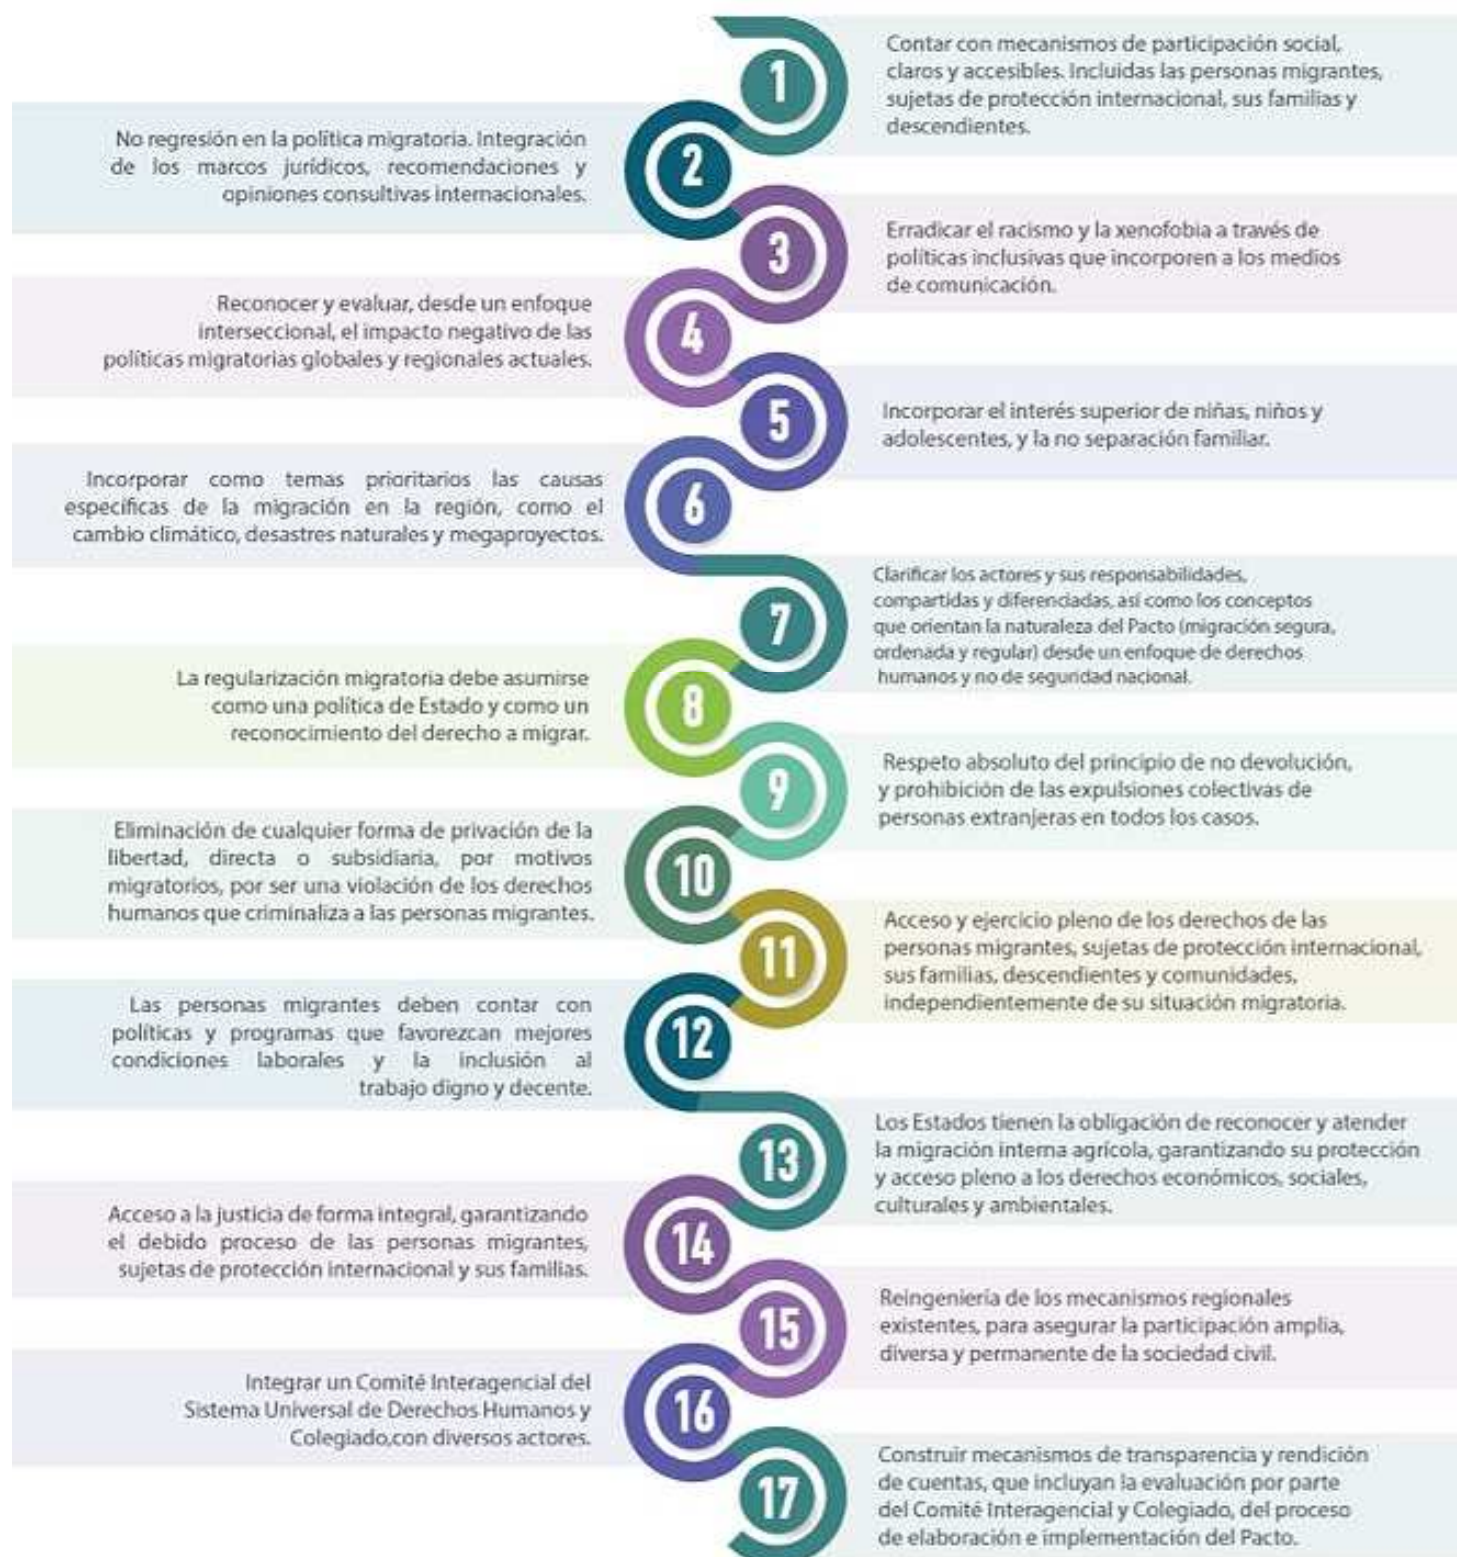 1
Contar con mecanismos de participación social,
claros y accesibles. Incluidas las personas migrantes,
sujetas de protección internacional, sus familias y
descendientes.
2
No regresión en la política migratoria. Integración
de los marcos jurídicos, recomendaciones y
opiniones consultivas internacionales.
3
Erradicar el racismo y la xenofobia a través de
políticas inclusivas que incorporen a los medios
de comunicación.
4
Reconocer y evaluar, desde un enfoque
interseccional, el impacto negativo de las
políticas migratorias globales y regionales actuales.
5
Incorporar el interés superior de niñas, niños y
adolescentes, y la no separación familiar.
6
Incorporar como temas prioritarios las causas
específicas de la migración en la región, como el
cambio climático, desastres naturales y megaproyectos.
7
Clarificar los actores y sus responsabilidades,
compartidas y diferenciadas, así como los conceptos
que orientan la naturaleza del Pacto (migración segura,
ordenada y regular) desde un enfoque de derechos
humanos y no de seguridad nacional.
8
La regularización migratoria debe asumirse
como una política de Estado y como un
reconocimiento del derecho a migrar.
9
Respeto absoluto del principio de no devolución,
y prohibición de las expulsiones colectivas de
personas extranjeras en todos los casos.
10
Eliminación de cualquier forma de privación de la
libertad, directa o subsidiaria, por motivos
migratorios, por ser una violación de los derechos
humanos que criminaliza a las personas migrantes.
11
Acceso y ejercicio pleno de los derechos de las
personas migrantes, sujetas de protección internacional,
sus familias, descendientes y comunidades,
independientemente de su situación migratoria.
12
Las personas migrantes deben contar con
políticas y programas que favorezcan mejores
condiciones laborales y la inclusión al
trabajo digno y decente.
13
Los Estados tienen la obligación de reconocer y atender
la migración interna agrícola, garantizando su protección
y acceso pleno a los derechos económicos, sociales,
culturales y ambientales.
14
Acceso a la justicia de forma integral, garantizando
el debido proceso de las personas migrantes,
sujetas de protección internacional y sus familias.
15
Reingeniería de los mecanismos regionales
existentes, para asegurar la participación amplia,
diversa y permanente de la sociedad civil.
16
Integrar un Comité Interagencial del
Sistema Universal de Derechos Humanos y
Colegiado,con diversos actores.
17
Construir mecanismos de transparencia y rendición
de cuentas, que incluyan la evaluación por parte
del Comité Interagencial y Colegiado, del proceso
de elaboración e implementación del Pacto.